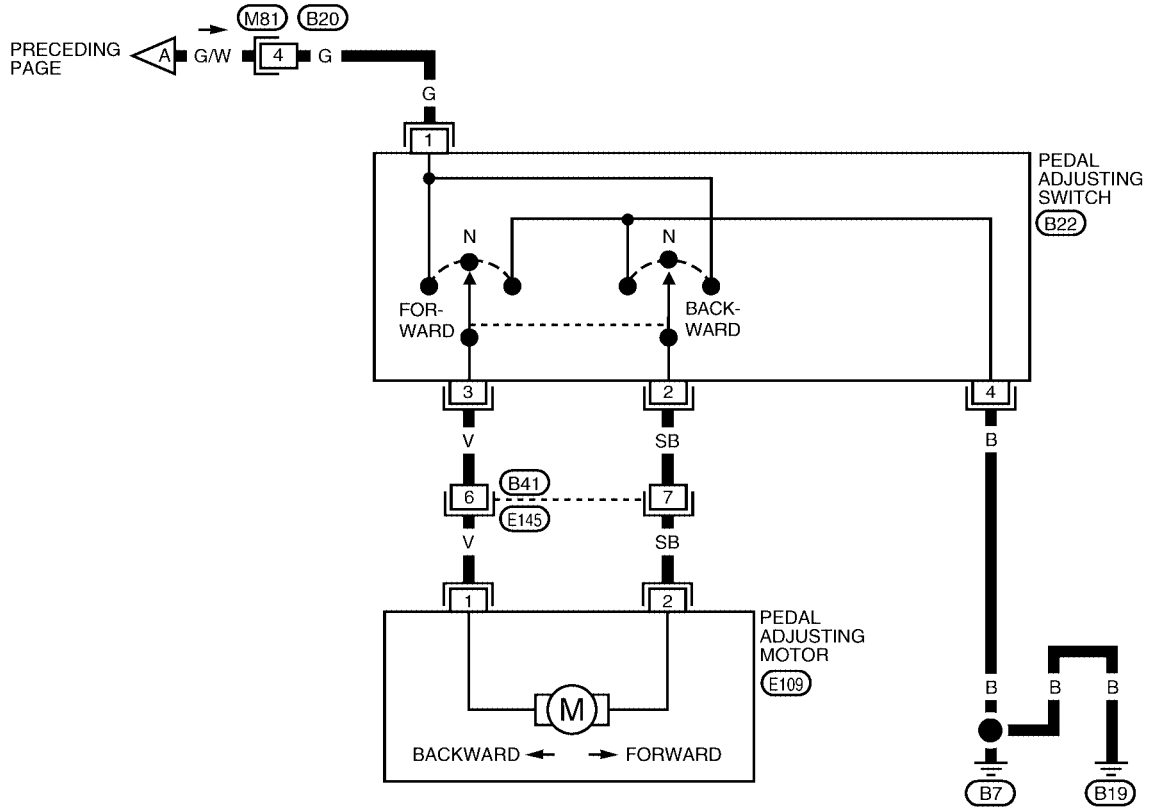 M81 B20
PRECEDING
PAGE
A G/W 4 G
G
1
PEDAL
ADJUSTING
SWITCH
B22
N N
FOR-
WARD
BACK-
WARD
3 2 4
V SB B
6 B41 7
E145
V SB
1 2
PEDAL
ADJUSTING
MOTOR
E109
M
BACKWARD FORWARD
B B B
B7 B19